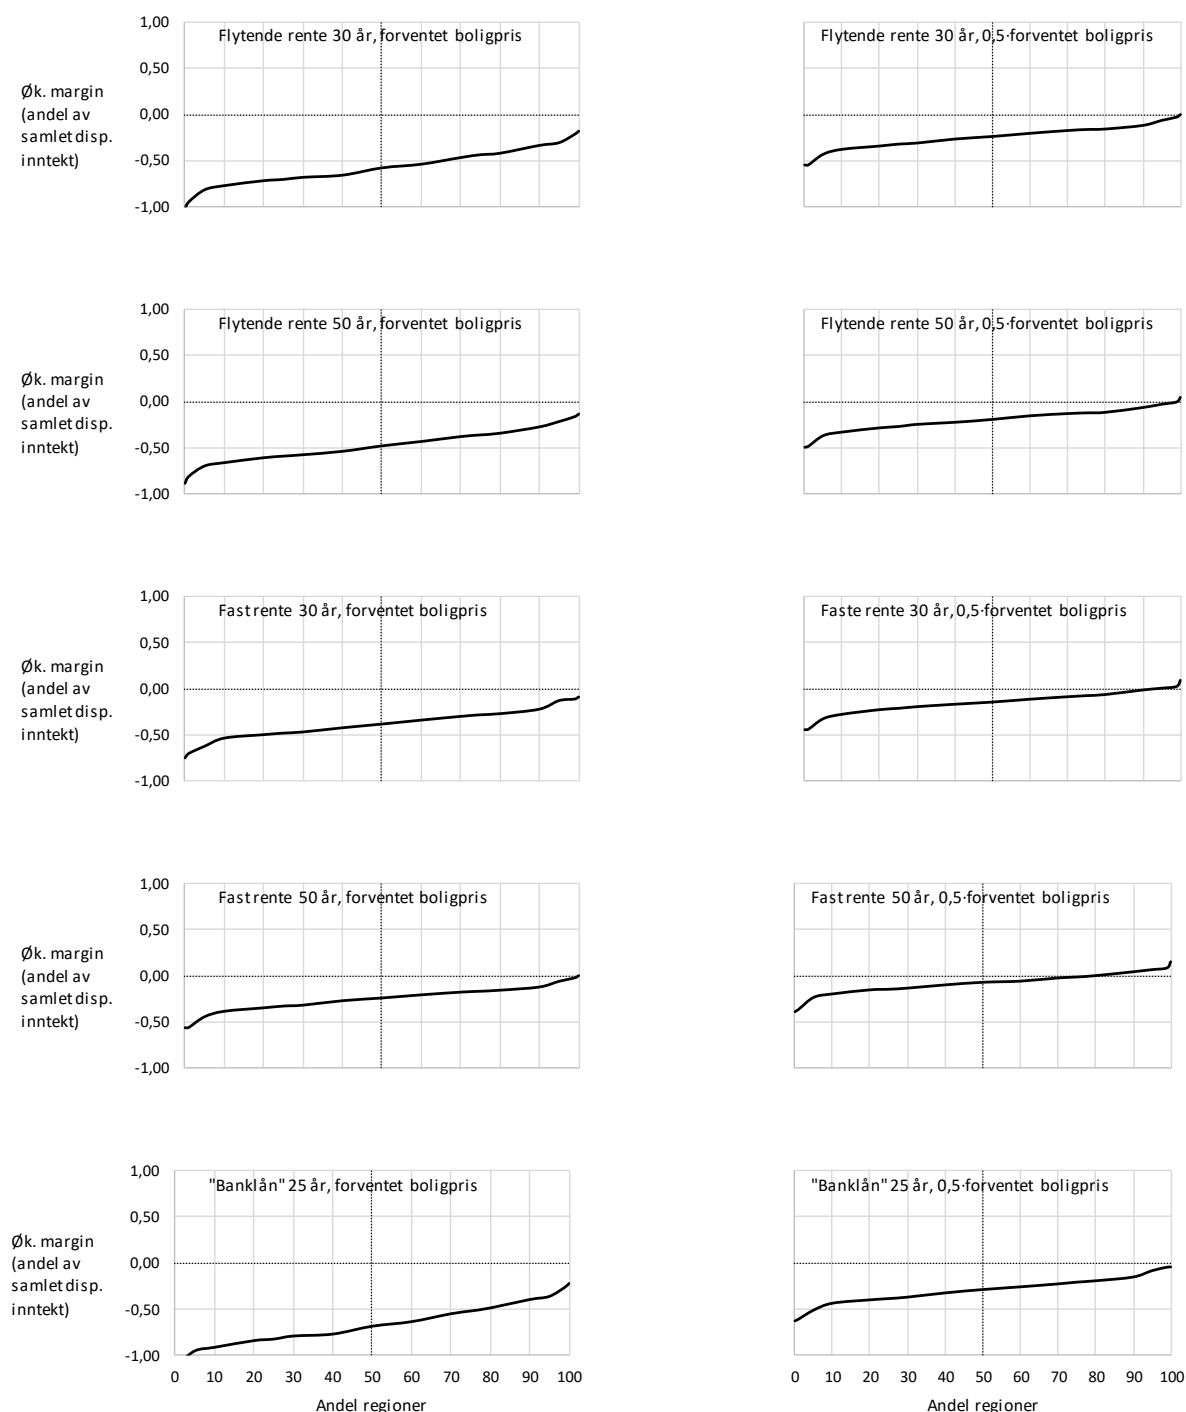 Flytende rente 30 år, forventet boligpris
1,00
0,50
0,00
-0,50
-1,00
Øk. margin
(andel av
samlet disp.
inntekt)
Flytende rente 30 år, 0,5·forventet boligpris
Flytende rente 50 år, forventet boligpris
1,00
0,50
0,00
-0,50
-1,00
Øk. margin
(andel av
samlet disp.
inntekt)
Flytende rente 50 år, 0,5·forventet boligpris
Fast rente 30 år, forventet boligpris
1,00
0,50
0,00
-0,50
-1,00
Øk. margin
(andel av
samlet disp.
inntekt)
Faste rente 30 år, 0,5·forventet boligpris
Fast rente 50 år, forventet boligpris
1,00
0,50
0,00
-0,50
-1,00
Øk. margin
(andel av
samlet disp.
inntekt)
Fast rente 50 år, 0,5·forventet boligpris
"Banklån" 25 år, forventet boligpris
1,00
0,50
0,00
-0,50
-1,00
Øk. margin
(andel av
samlet disp.
inntekt)
0 10 20 30 40 50 60 70 80 90 100
Andel regioner
"Banklån" 25 år, 0,5·forventet boligpris
0 10 20 30 40 50 60 70 80 90 100
Andel regioner